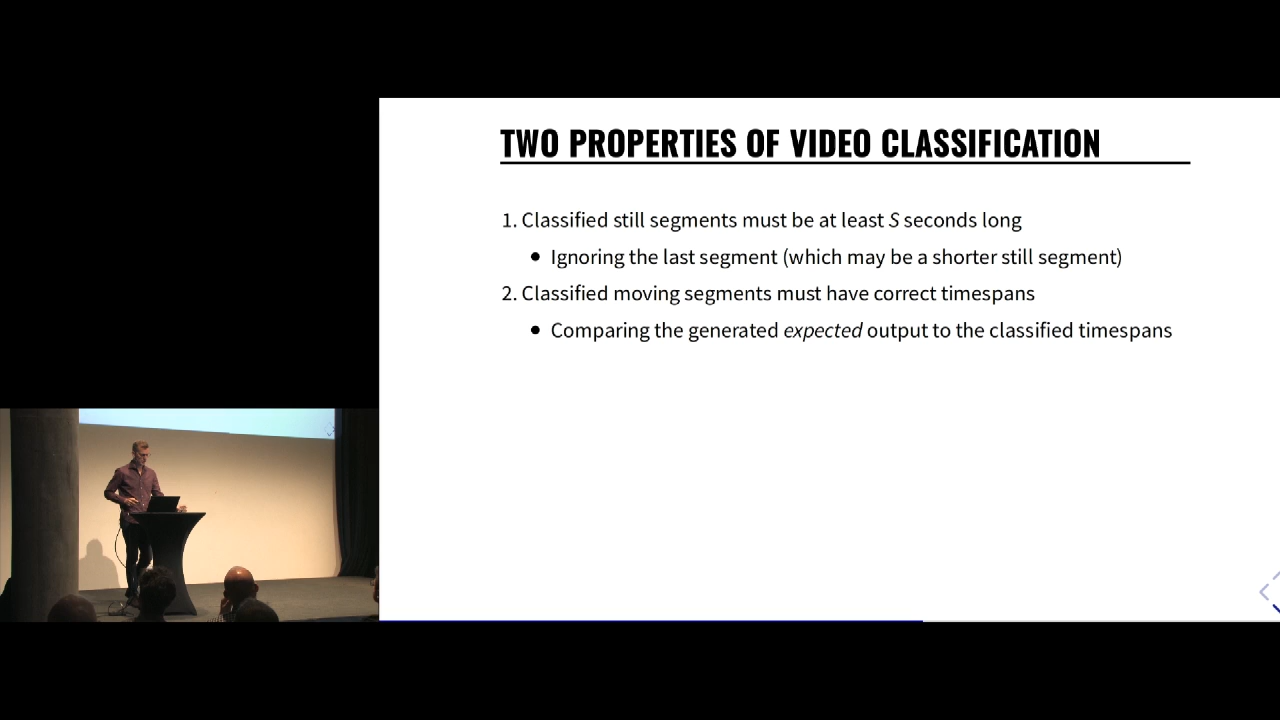 TWO PROPERTIES OF VIDEO CLASSIFICATION
1. Classified still segments must be at least S seconds long
• Ignoring the last segment (which may be a shorter still segment)
2. Classified moving segments must have correct timespans
• Comparing the generated expected output to the classified timespans